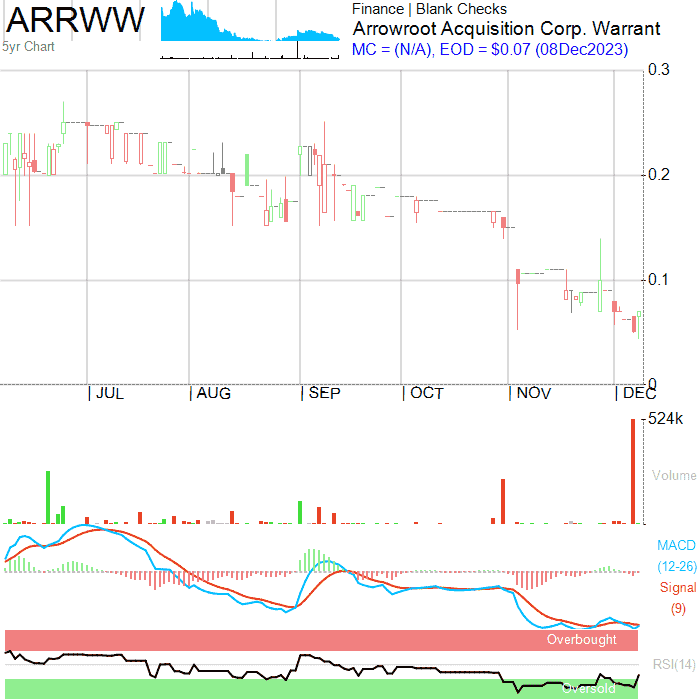 ARRWW
5yr Chart
Finance | Blank Checks
Arrowroot Acquisition Corp. Warrant
MC = (N/A), EOD = $0.07 (08Dec2023)
0.3
0.2
0.1
0
JUL AUG SEP OCT NOV DEC
524k
Volume
MACD
(12-26)
Signal
(9)
Overbought
RSI(14)
Oversold